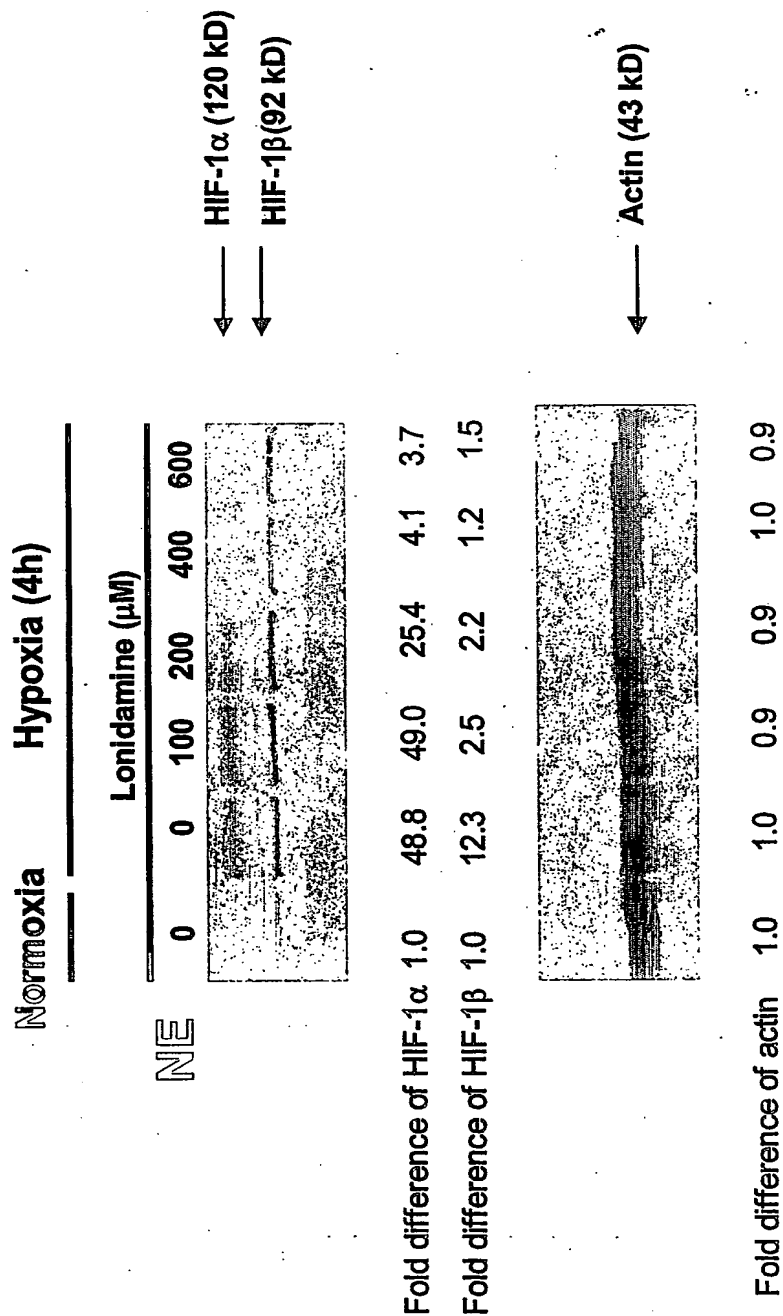 Normoxia Hypoxia (4h)
Lonidamine (μM)
NE 0 0 100 200 400 600
HIF-1α (120 kD)
HIF-1β(92 kD)
Fold difference of HIF-1α 1.0 48.8 49.0 25.4 4.1 3.7
Fold difference of HIF-1β 1.0 12.3 2.5 2.2 1.2 1.5
Actin (43 kD)
Fold difference of actin 1.0 1.0 0.9 0.9 1.0 0.9